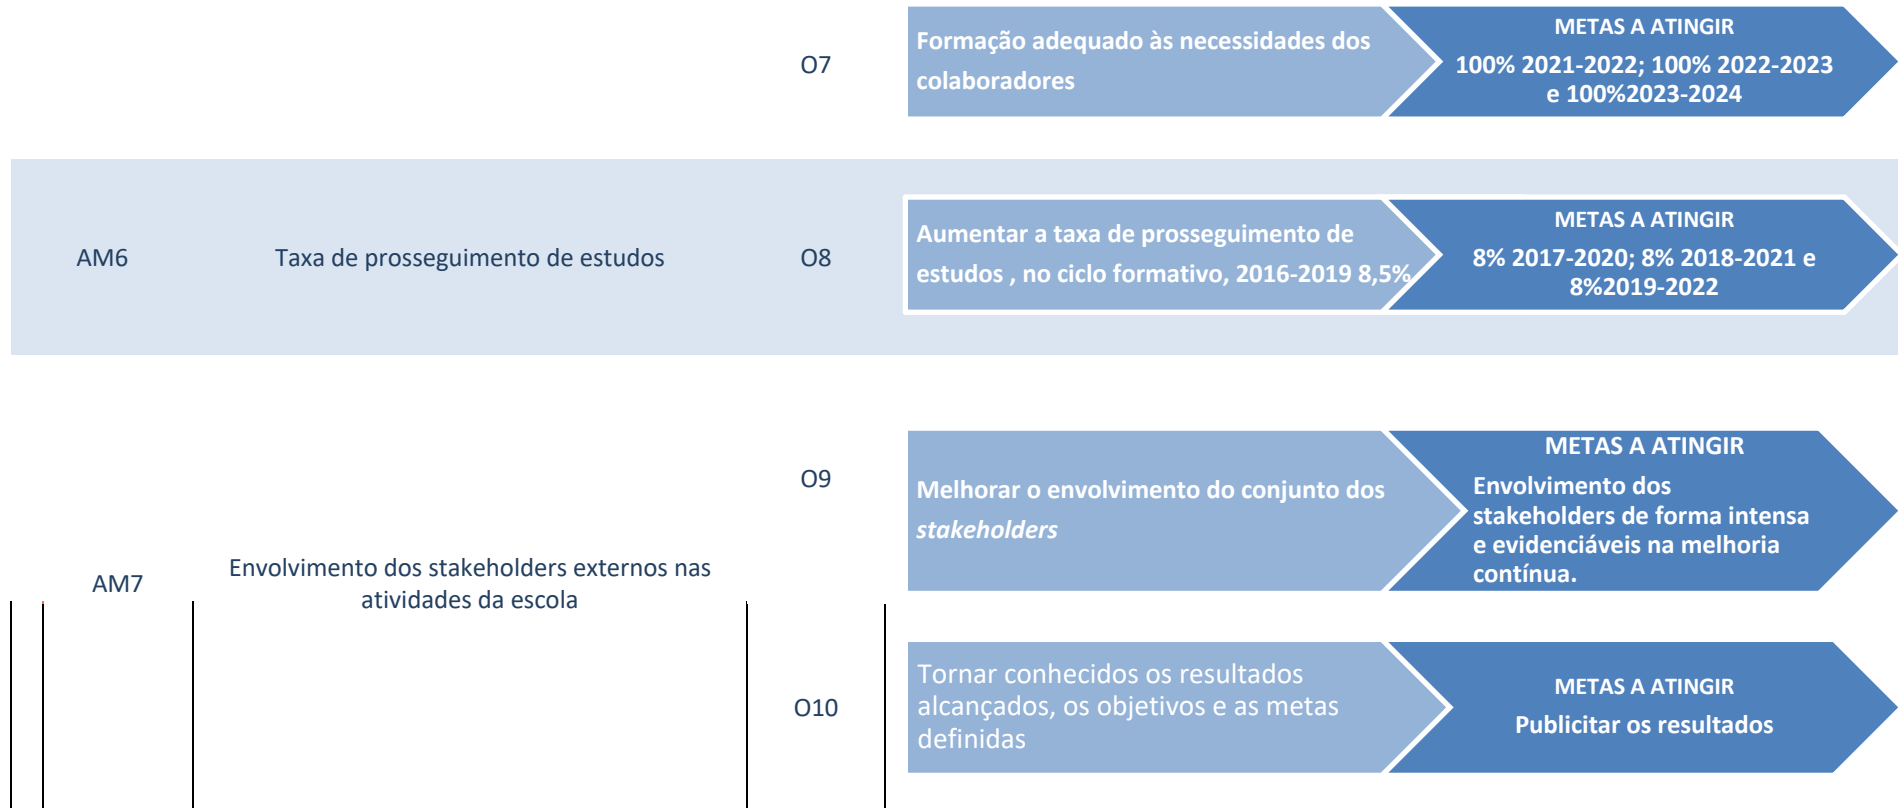 O7
Formação adequado às necessidades dos
colaboradores
METAS A ATINGIR
100% 2021-2022; 100% 2022-2023
e 100%2023-2024
AM6
Taxa de prosseguimento de estudos
O8
Aumentar a taxa de prosseguimento de
estudos , no ciclo formativo, 2016-2019 8,5%
METAS A ATINGIR
8% 2017-2020; 8% 2018-2021 e
8%2019-2022
AM7
Envolvimento dos stakeholders externos nas
atividades da escola
O9
Melhorar o envolvimento do conjunto dos
stakeholders
METAS A ATINGIR
Envolvimento dos
stakeholders de forma intensa
e evidenciáveis na melhoria
contínua.
O10
Tornar conhecidos os resultados
alcançados, os objetivos e as metas
definidas
METAS A ATINGIR
Publicitar os resultados